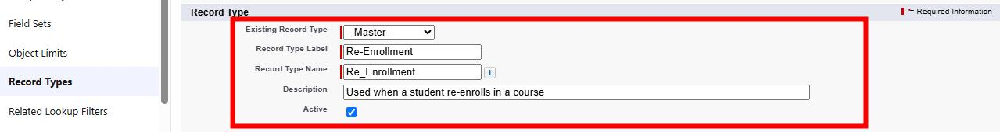 Field Sets
Object Limits
Record Types
Related Lookup Filters
Record Type
*= Required Information
Existing Record Type --Master--
Record Type Label Re-Enrollment
Record Type Name Re_Enrollment i
Description Used when a student re-enrolls in a course
Active